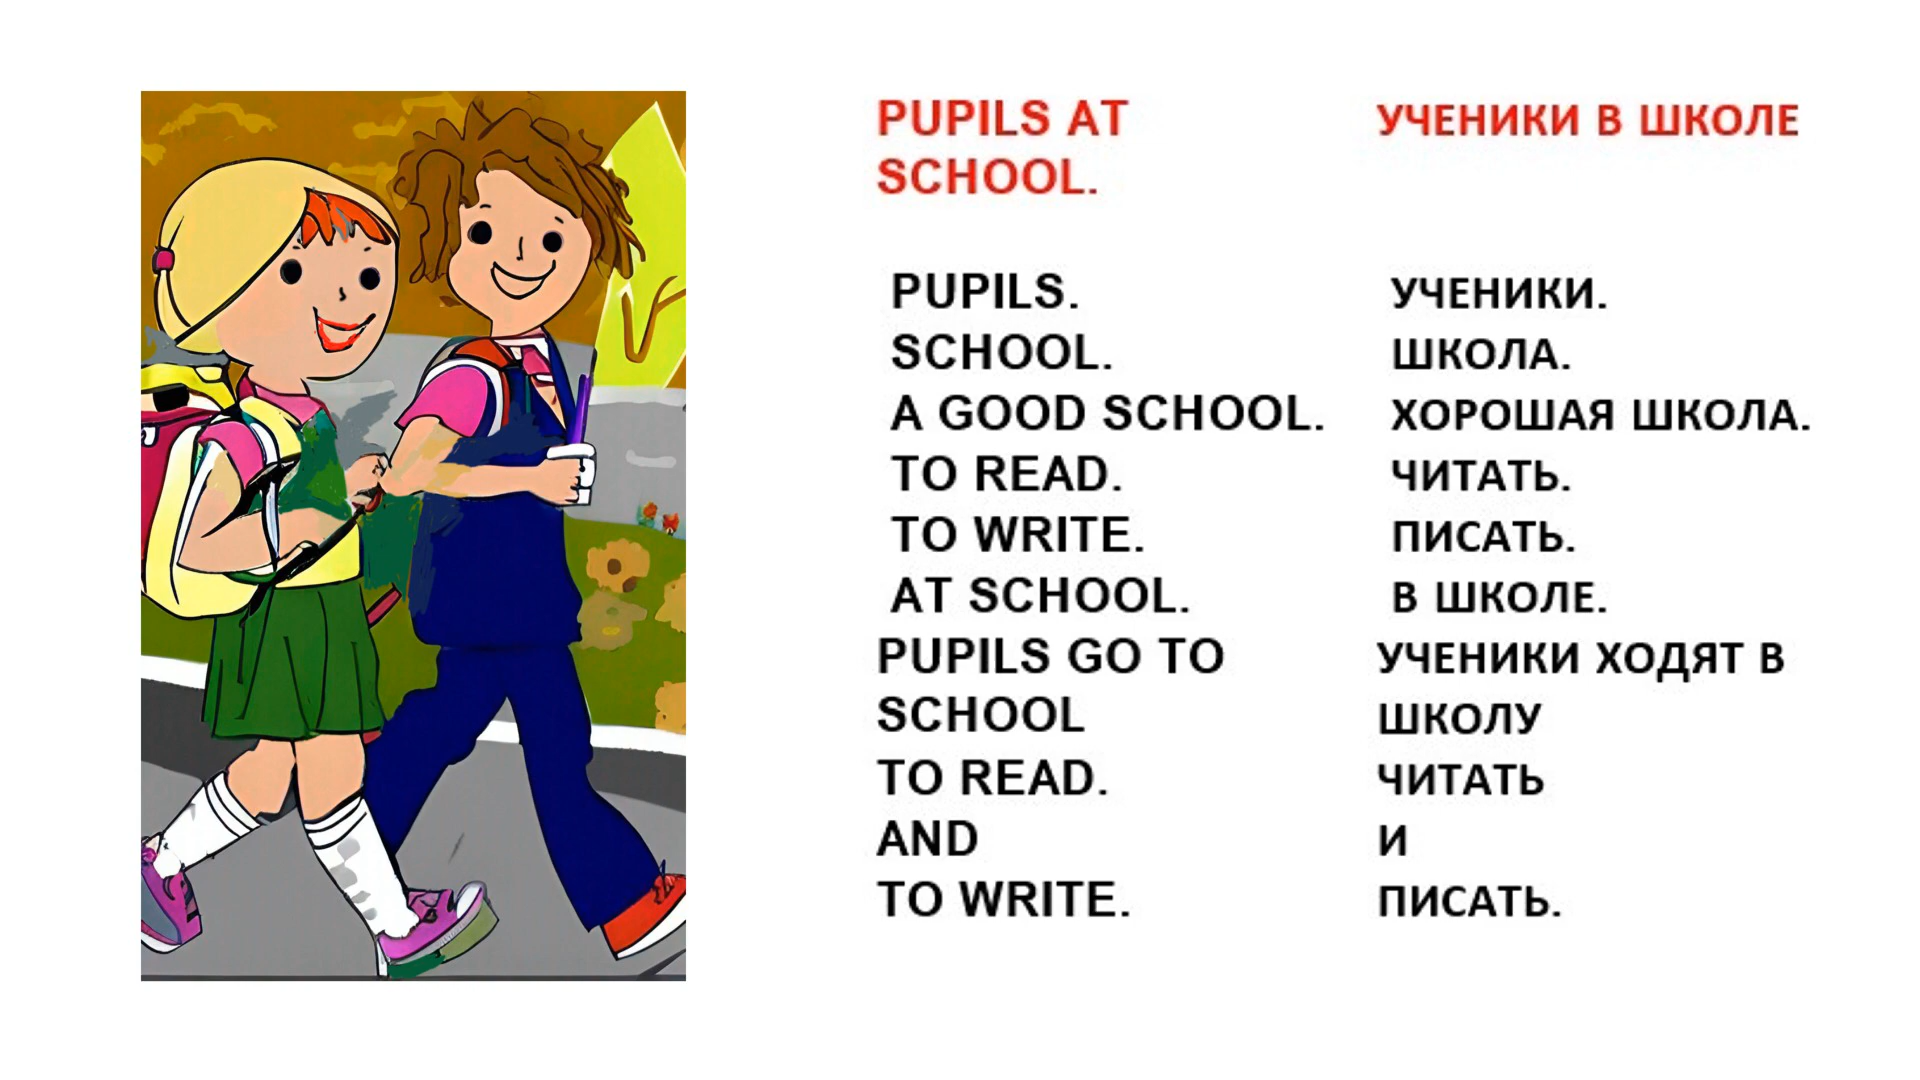 PUPILS AT
SCHOOL.
PUPILS.
SCHOOL.
A GOOD SCHOOL.
TO READ.
TO WRITE.
AT SCHOOL.
PUPILS GO TO
SCHOOL
TO READ.
AND
TO WRITE.
УЧЕНИКИ В ШКОЛЕ
УЧЕНИКИ.
ШКОЛА.
ХОРОШАЯ ШКОЛА.
ЧИТАТЬ.
ПИСАТЬ.
В ШКОЛЕ.
УЧЕНИКИ ХОДЯТ В
ШКОЛУ
ЧИТАТЬ
И
ПИСАТЬ.